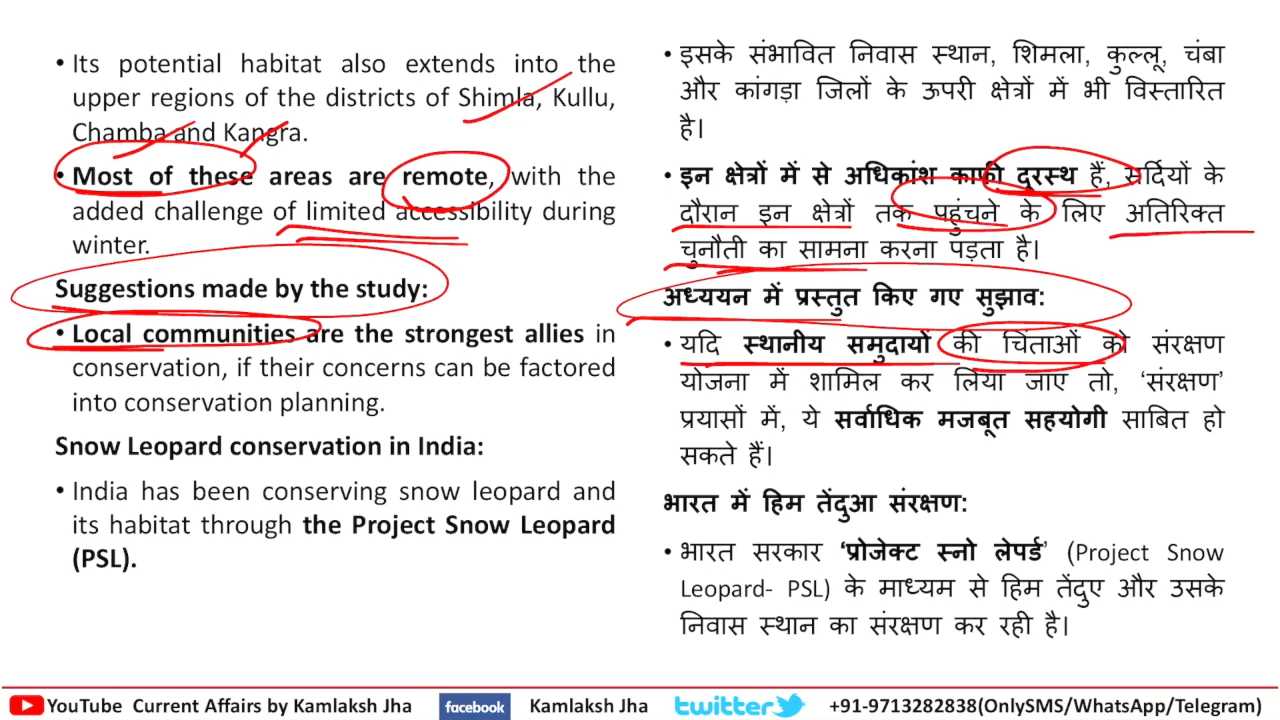 • Its potential habitat also extends into the
upper regions of the districts of Shimla, Kullu,
Chamba and Kangra.
• Most of these areas are remote, with the
added challenge of limited accessibility during
winter.
Suggestions made by the study:
• Local communities are the strongest allies in
conservation, if their concerns can be factored
into conservation planning.
Snow Leopard conservation in India:
• India has been conserving snow leopard and
its habitat through the Project Snow Leopard
(PSL).
• इसके संभावित निवास स्थान, शिमला, कुल्लू, चंबा
और कांगड़ा जिलों के ऊपरी क्षेत्रों में भी विस्तारित
है।
• इन क्षेत्रों में से अधिकांश काफी दूरस्थ हैं, सर्दियों के
दौरान इन क्षेत्रों तक पहुंचने के लिए अतिरिक्त
चुनौती का सामना करना पड़ता है।
अध्ययन में प्रस्तुत किए गए सुझाव:
• यदि स्थानीय समुदायों की चिंताओं को संरक्षण
योजना में शामिल कर लिया जाए तो, ‘संरक्षण’
प्रयासों में, ये सर्वाधिक मजबूत सहयोगी साबित हो
सकते हैं।
भारत में हिम तेंदुआ संरक्षण:
• भारत सरकार ‘प्रोजेक्ट स्नो लेपर्ड’ (Project Snow
Leopard- PSL) के माध्यम से हिम तेंदुए और उसके
निवास स्थान का संरक्षण कर रही है।
YouTube Current Affairs by Kamlaksh Jha facebook Kamlaksh Jha twitter +91-9713282838(OnlySMS/WhatsApp/Telegram)